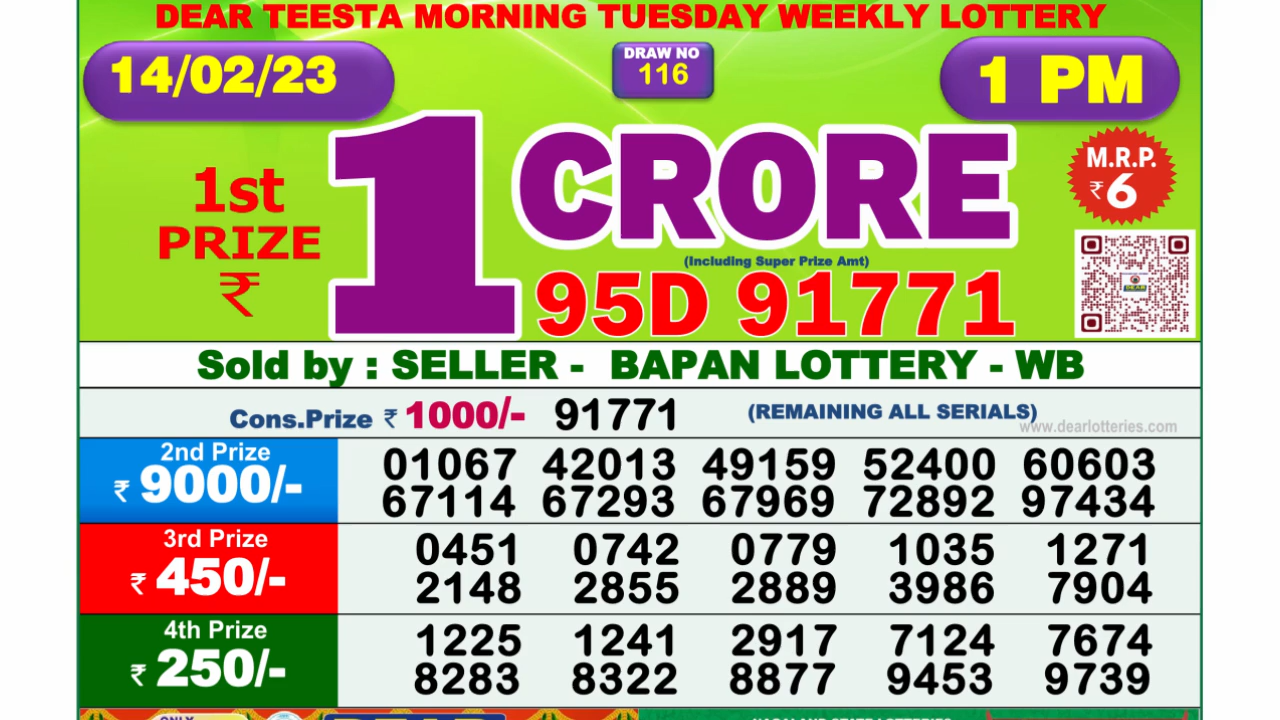 DEAR TEESTA MORNING TUESDAY WEEKLY LOTTERY
14/02/23
DRAW NO
116
1 PM
1st
PRIZE
₹
1 CRORE
M.R.P.
₹ 6
(Including Super Prize Amt)
95D 91771
Sold by : SELLER - BAPAN LOTTERY - WB
Cons.Prize ₹ 1000/- 91771 (REMAINING ALL SERIALS)
www.dearlotteries.com
2nd Prize
₹ 9000/-
01067 42013 49159 52400 60603
67114 67293 67969 72892 97434
3rd Prize
₹ 450/-
0451 0742 0779 1035 1271
2148 2855 2889 3986 7904
4th Prize
₹ 250/-
1225 1241 2917 7124 7674
8283 8322 8877 9453 9739